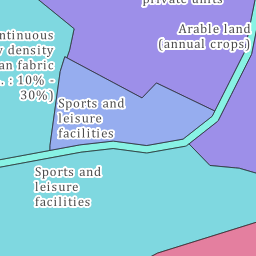 private units
Arable land
(annual crops)
ontinuous
y density
an fabric
. : 10% -
30%)
Sports and
leisure
facilities
Sports and
leisure
facilities